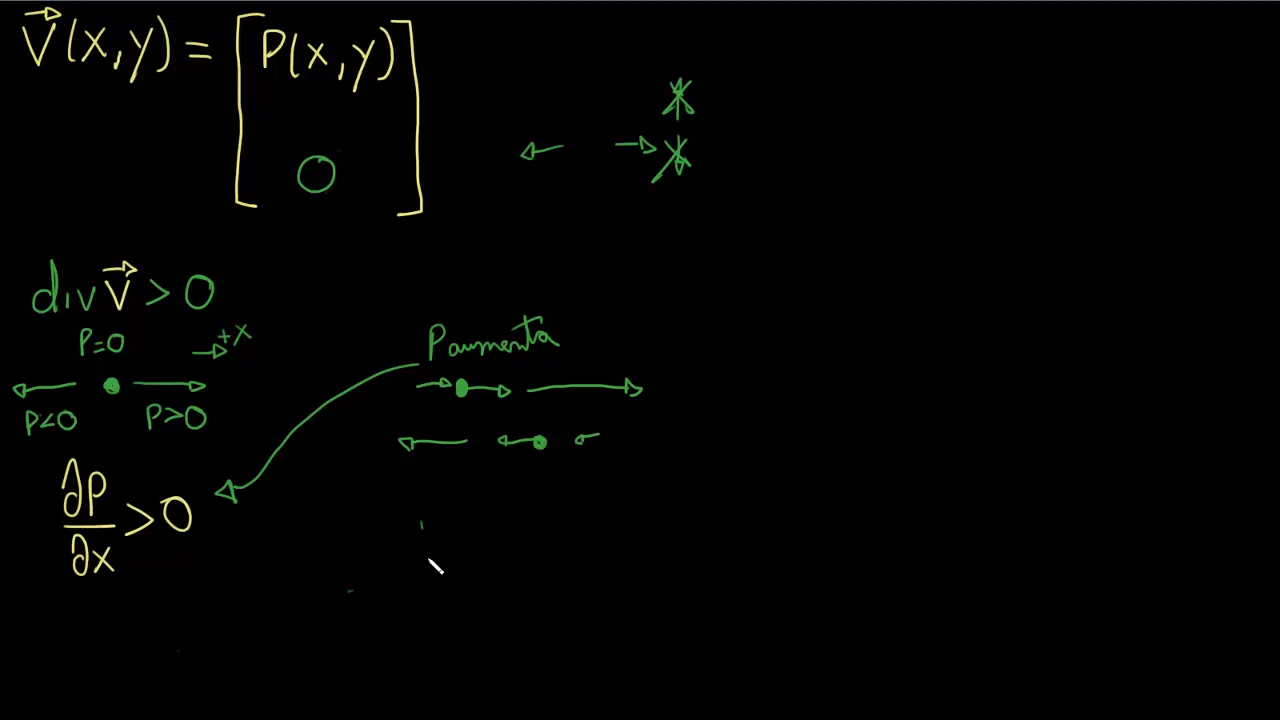 V(x,y) = [P(x,y)
0]
div V > 0
P=0
+x
P<0
P>0
P aumenta
∂P/∂x > 0